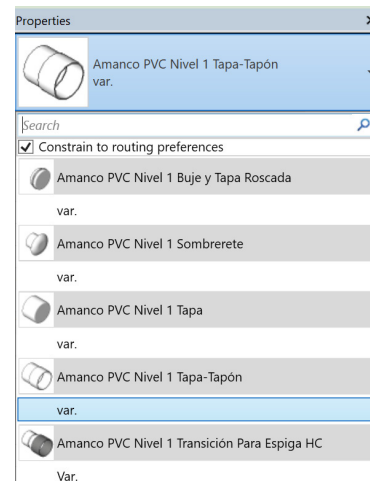 Properties
Amanco PVC Nivel 1 Tapa-Tapón
var.
Search
Constrain to routing preferences
Amanco PVC Nivel 1 Buje y Tapa Roscada
var.
Amanco PVC Nivel 1 Sombrerete
var.
Amanco PVC Nivel 1 Tapa
var.
Amanco PVC Nivel 1 Tapa-Tapón
var.
Amanco PVC Nivel 1 Transición Para Espiga HC
Var.